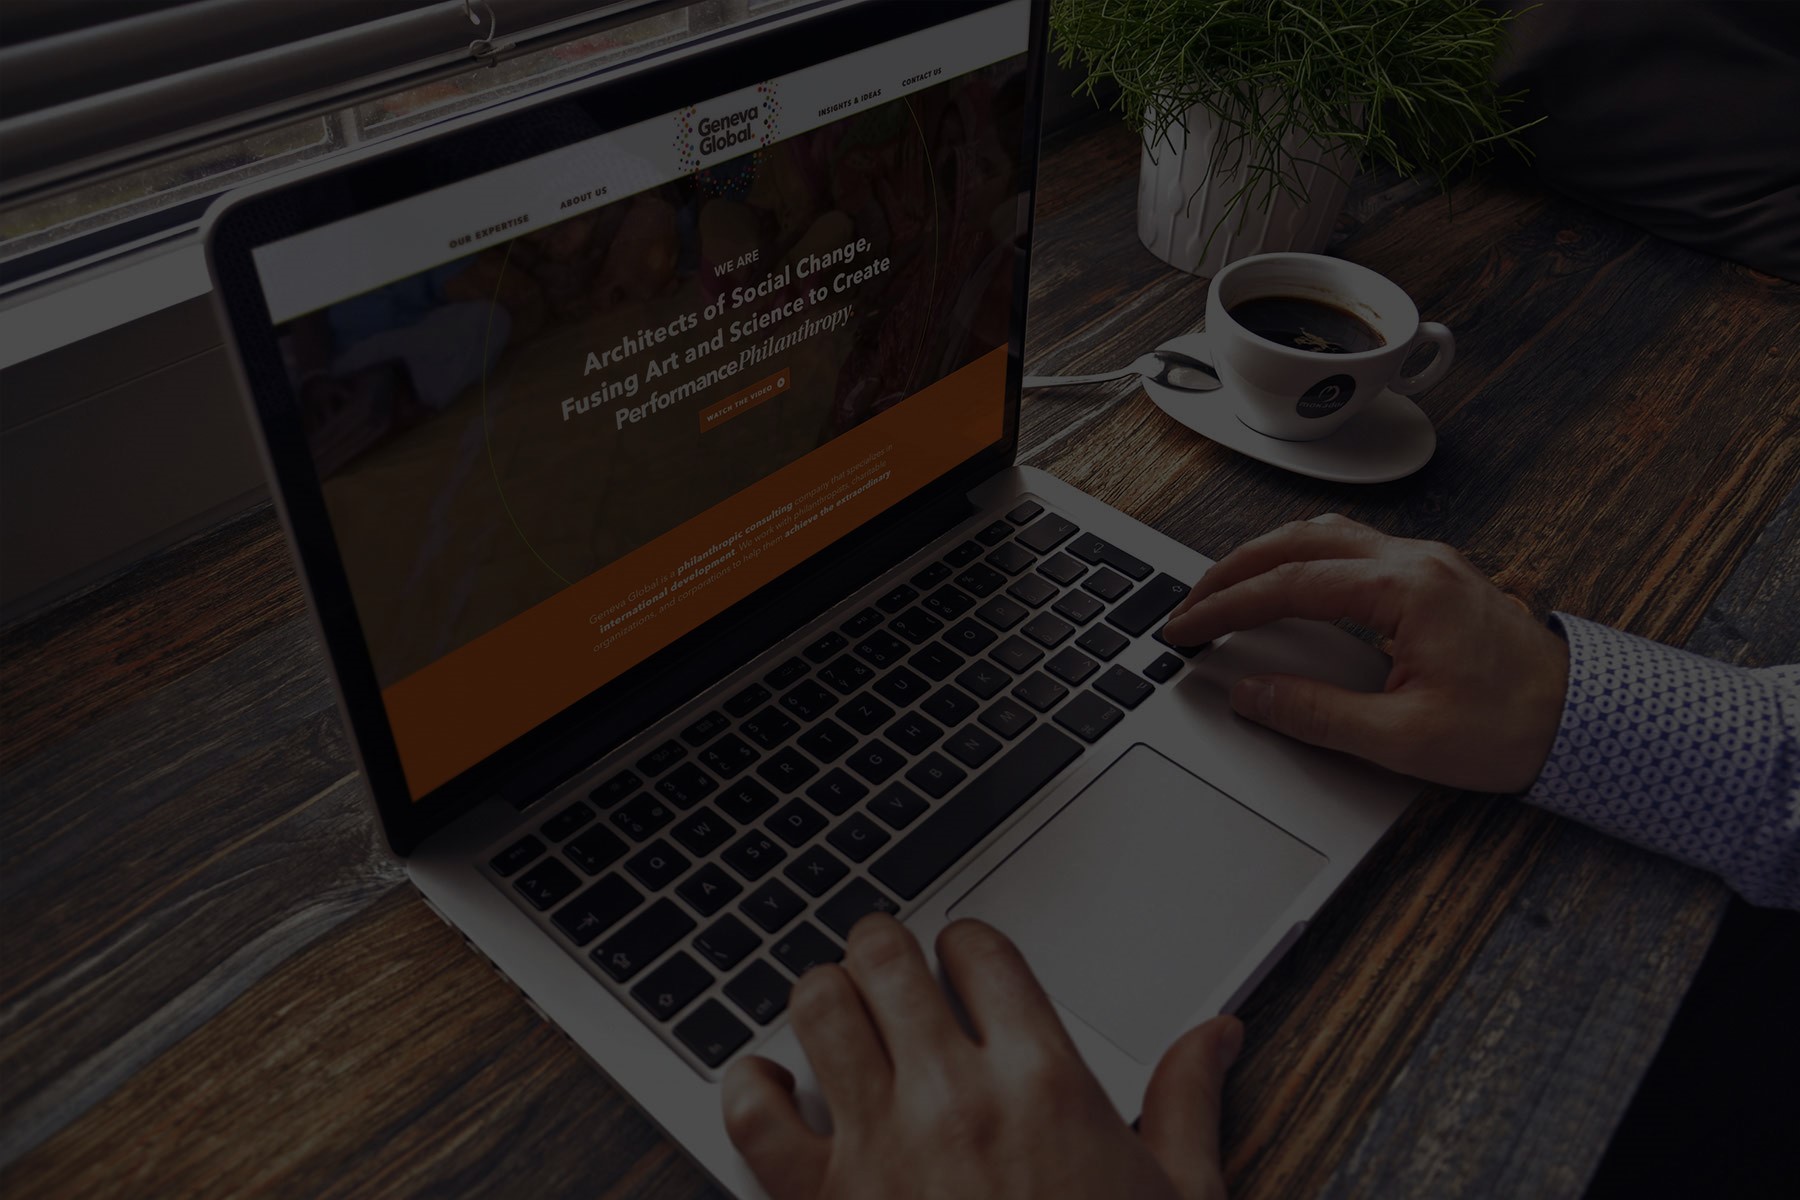 OUR EXPERTISE
ABOUT US
Geneva
Global.
INSIGHTS & IDEAS
CONTACT US
WE ARE
Architects of Social Change,
Fusing Art and Science to Create
Performance Philanthropy.
WATCH THE VIDEO
Geneva Global is a philanthropic consulting company that specializes in
international development. We work with philanthropists, charitable
organizations, and corporations to help them achieve the extraordinary
Q W E R T Z U I O P
A S D F G H J K L
Y X C V B N M